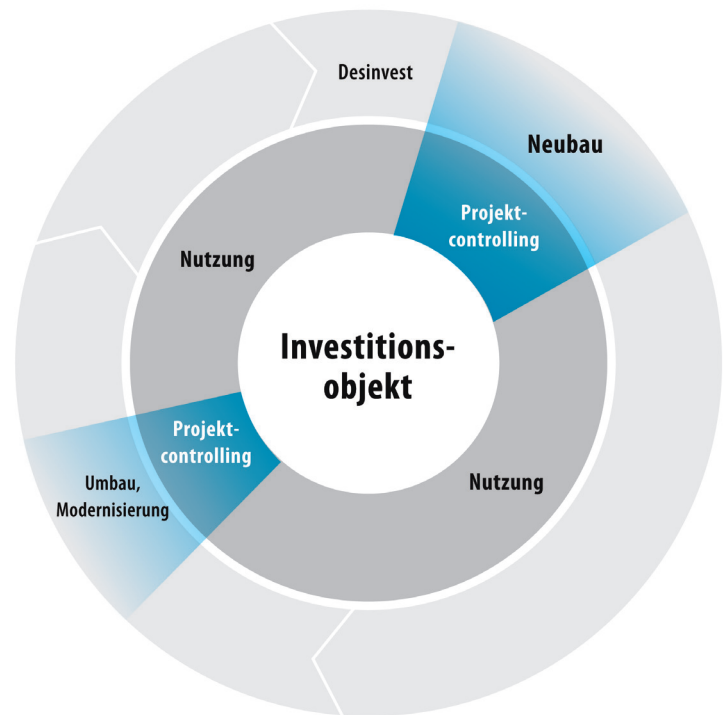 Desinvest
Neubau
Projekt-
controlling
Nutzung
Investitions-
objekt
Projekt-
controlling
Umbau,
Modernisierung
Nutzung